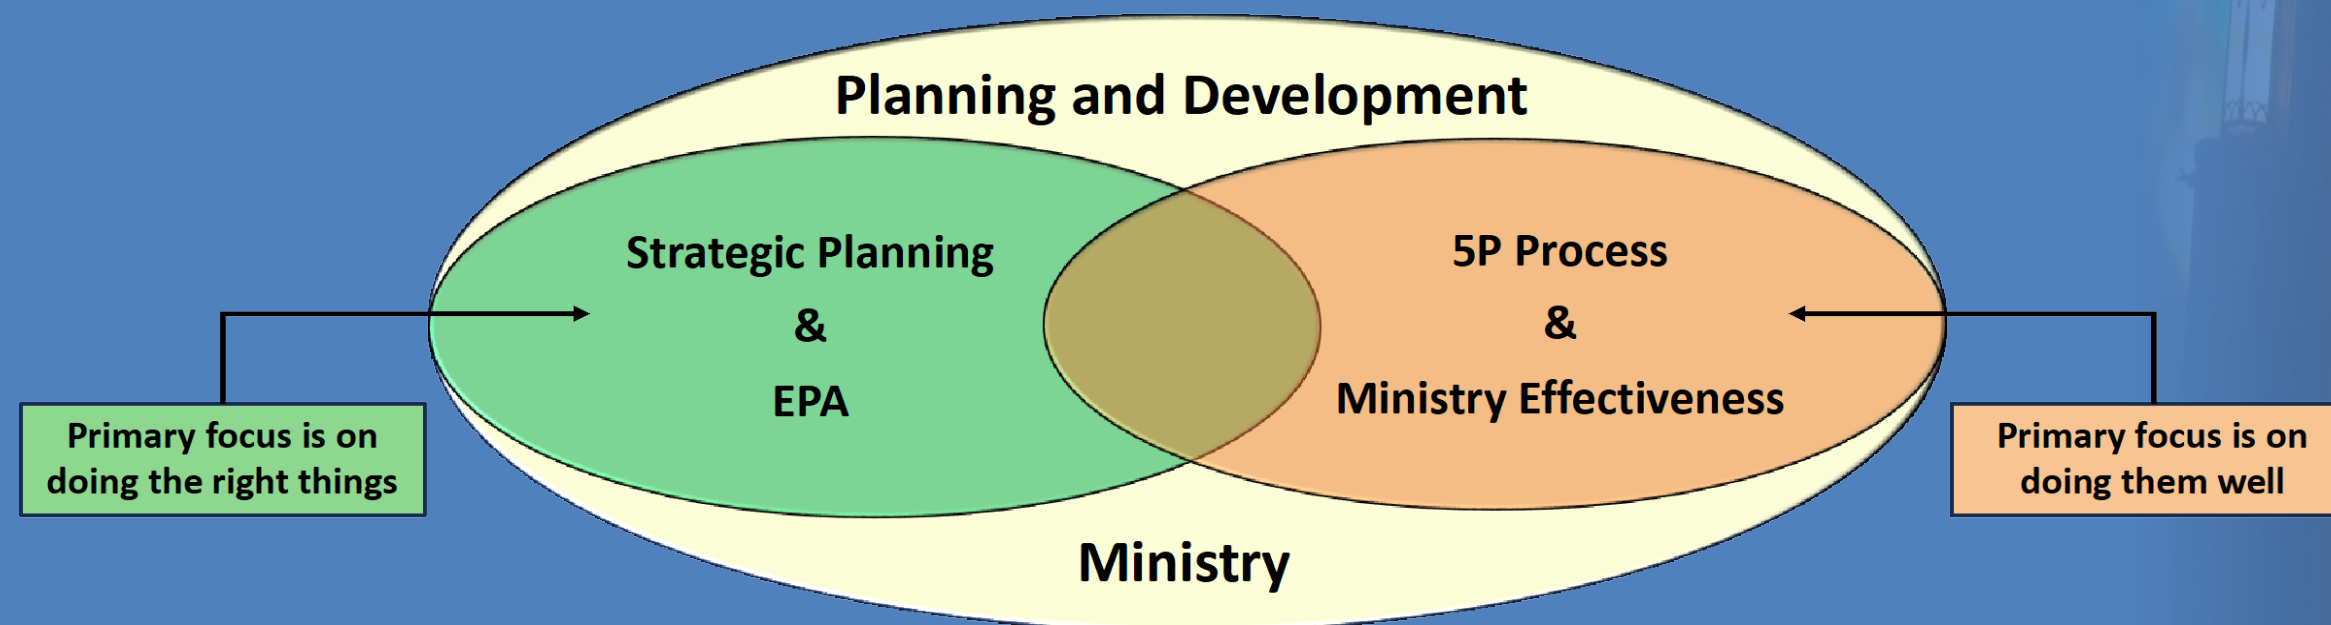 Planning and Development
Strategic Planning
&
EPA
5P Process
&
Ministry Effectiveness
Primary focus is on
doing the right things
Primary focus is on
doing them well
Ministry